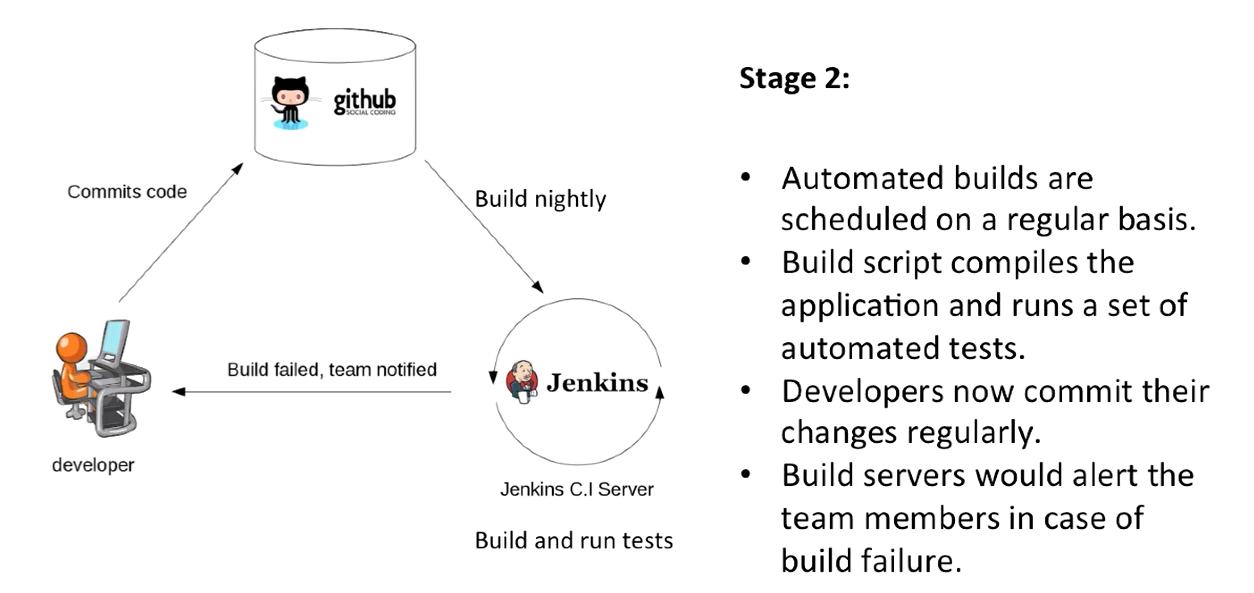 github
SOCIAL CODING
Commits code
Build nightly
Build failed, team notified
Jenkins
developer
Jenkins C.I Server
Build and run tests
Stage 2:
• Automated builds are
scheduled on a regular basis.
• Build script compiles the
application and runs a set of
automated tests.
• Developers now commit their
changes regularly.
• Build servers would alert the
team members in case of
build failure.